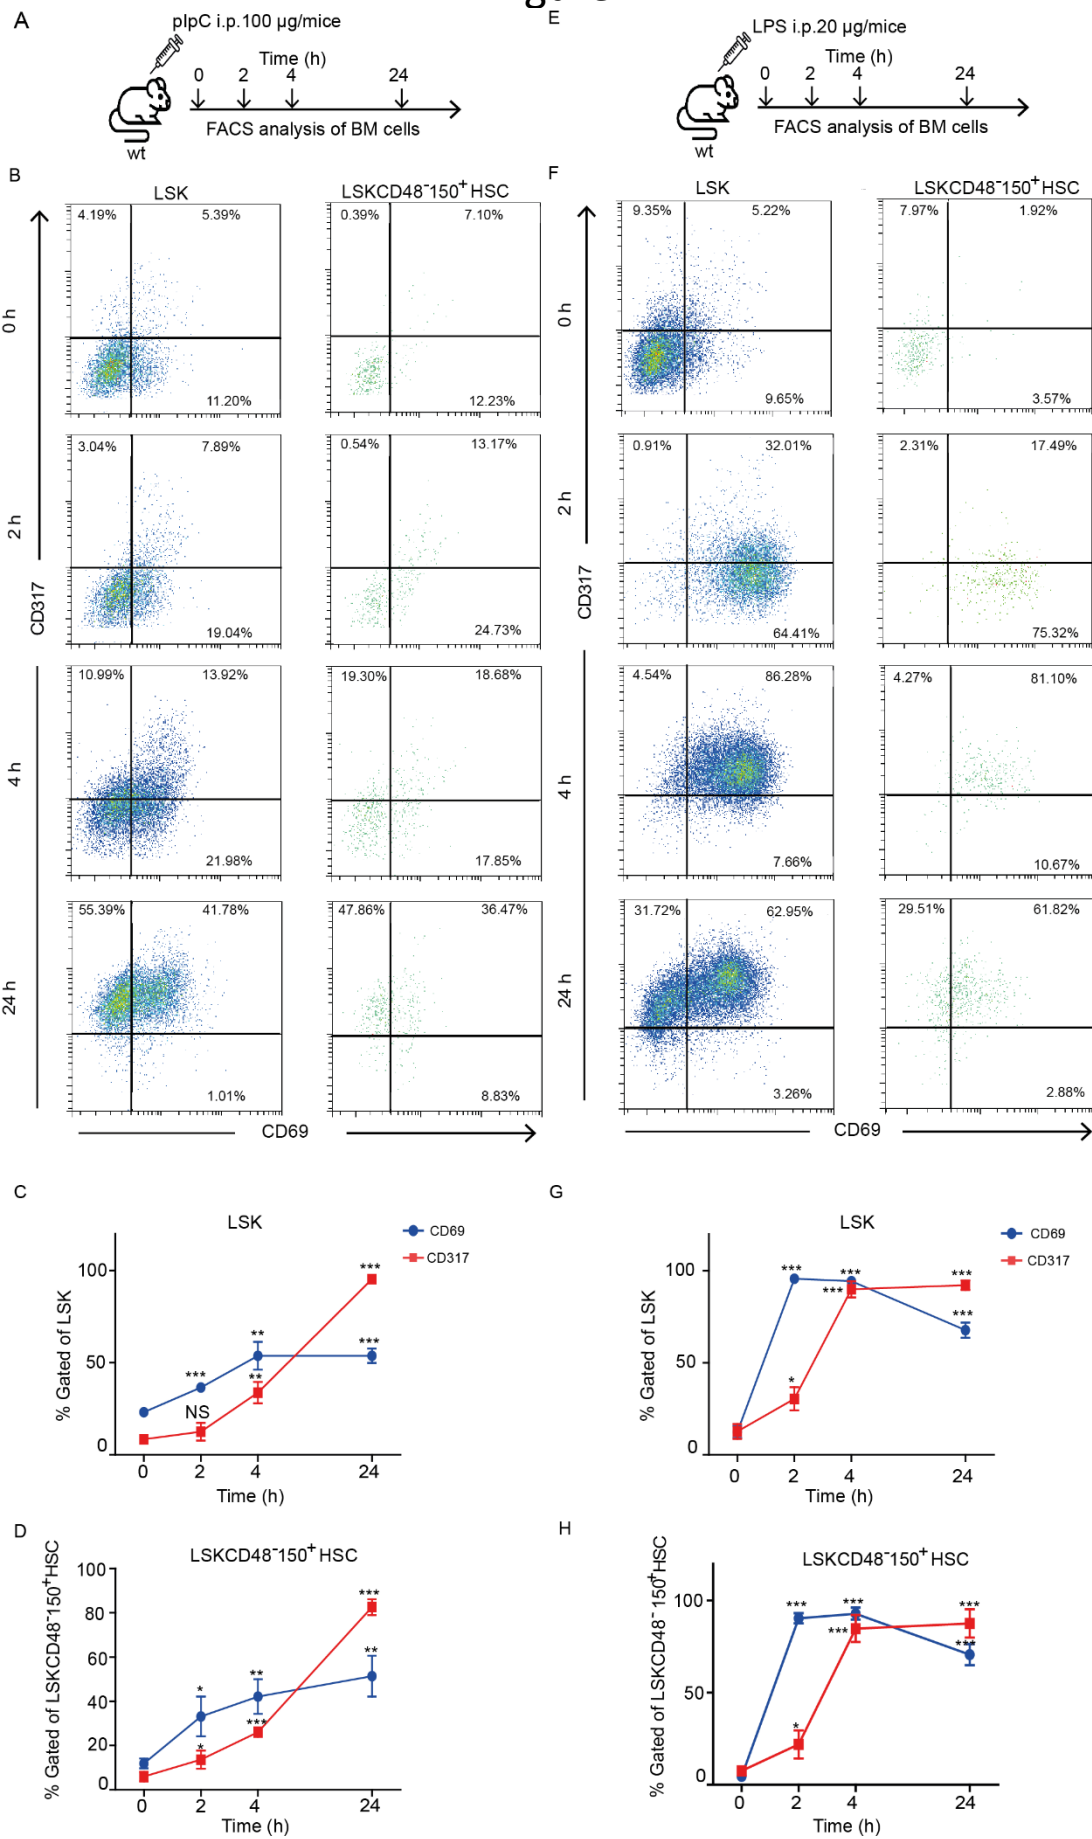 A
pIpC i.p.100 µg/mice
Time (h)
0 2 4 24
FACS analysis of BM cells
wt
E
LPS i.p.20 µg/mice
Time (h)
0 2 4 24
FACS analysis of BM cells
wt
B
LSK LSKCD48⁻150⁺HSC
0 h
4.19% 5.39% 0.39% 7.10%
11.20% 12.23%
2 h
3.04% 7.89% 0.54% 13.17%
19.04% 24.73%
CD317
4 h
10.99% 13.92% 19.30% 18.68%
21.98% 17.85%
24 h
55.39% 41.78% 47.86% 36.47%
1.01% 8.83%
CD69
F
LSK LSKCD48⁻150⁺HSC
0 h
9.35% 5.22% 7.97% 1.92%
9.65% 3.57%
2 h
0.91% 32.01% 2.31% 17.49%
64.41% 75.32%
CD317
4 h
4.54% 86.28% 4.27% 81.10%
7.66% 10.67%
24 h
31.72% 62.95% 29.51% 61.82%
3.26% 2.88%
CD69
C
LSK
CD69
CD317
% Gated of LSK
100
50
0
***
** ***
*** **
NS
0 2 4 24
Time (h)
G
LSK
CD69
CD317
% Gated of LSK
100
50
0
*** *** ***
*** ***
*
0 2 4 24
Time (h)
D
LSKCD48⁻150⁺HSC
% Gated of LSKCD48⁻150⁺HSC
100
80
60
40
20
0
***
* ** **
* ***
0 2 4 24
Time (h)
H
LSKCD48⁻150⁺HSC
% Gated of LSKCD48⁻150⁺HSC
100
50
0
*** *** ***
*** ***
*
0 2 4 24
Time (h)